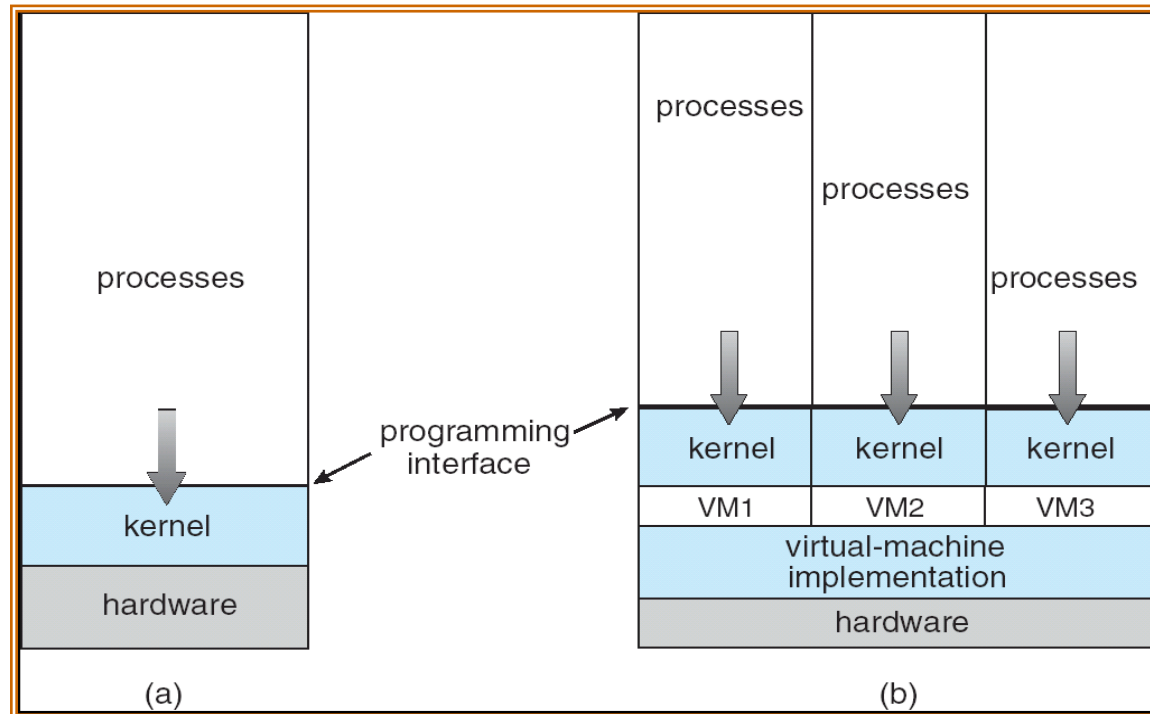 processes
programming
interface
kernel
hardware
(a)
processes
processes
processes
kernel
kernel
kernel
VM1
VM2
VM3
virtual-machine
implementation
hardware
(b)